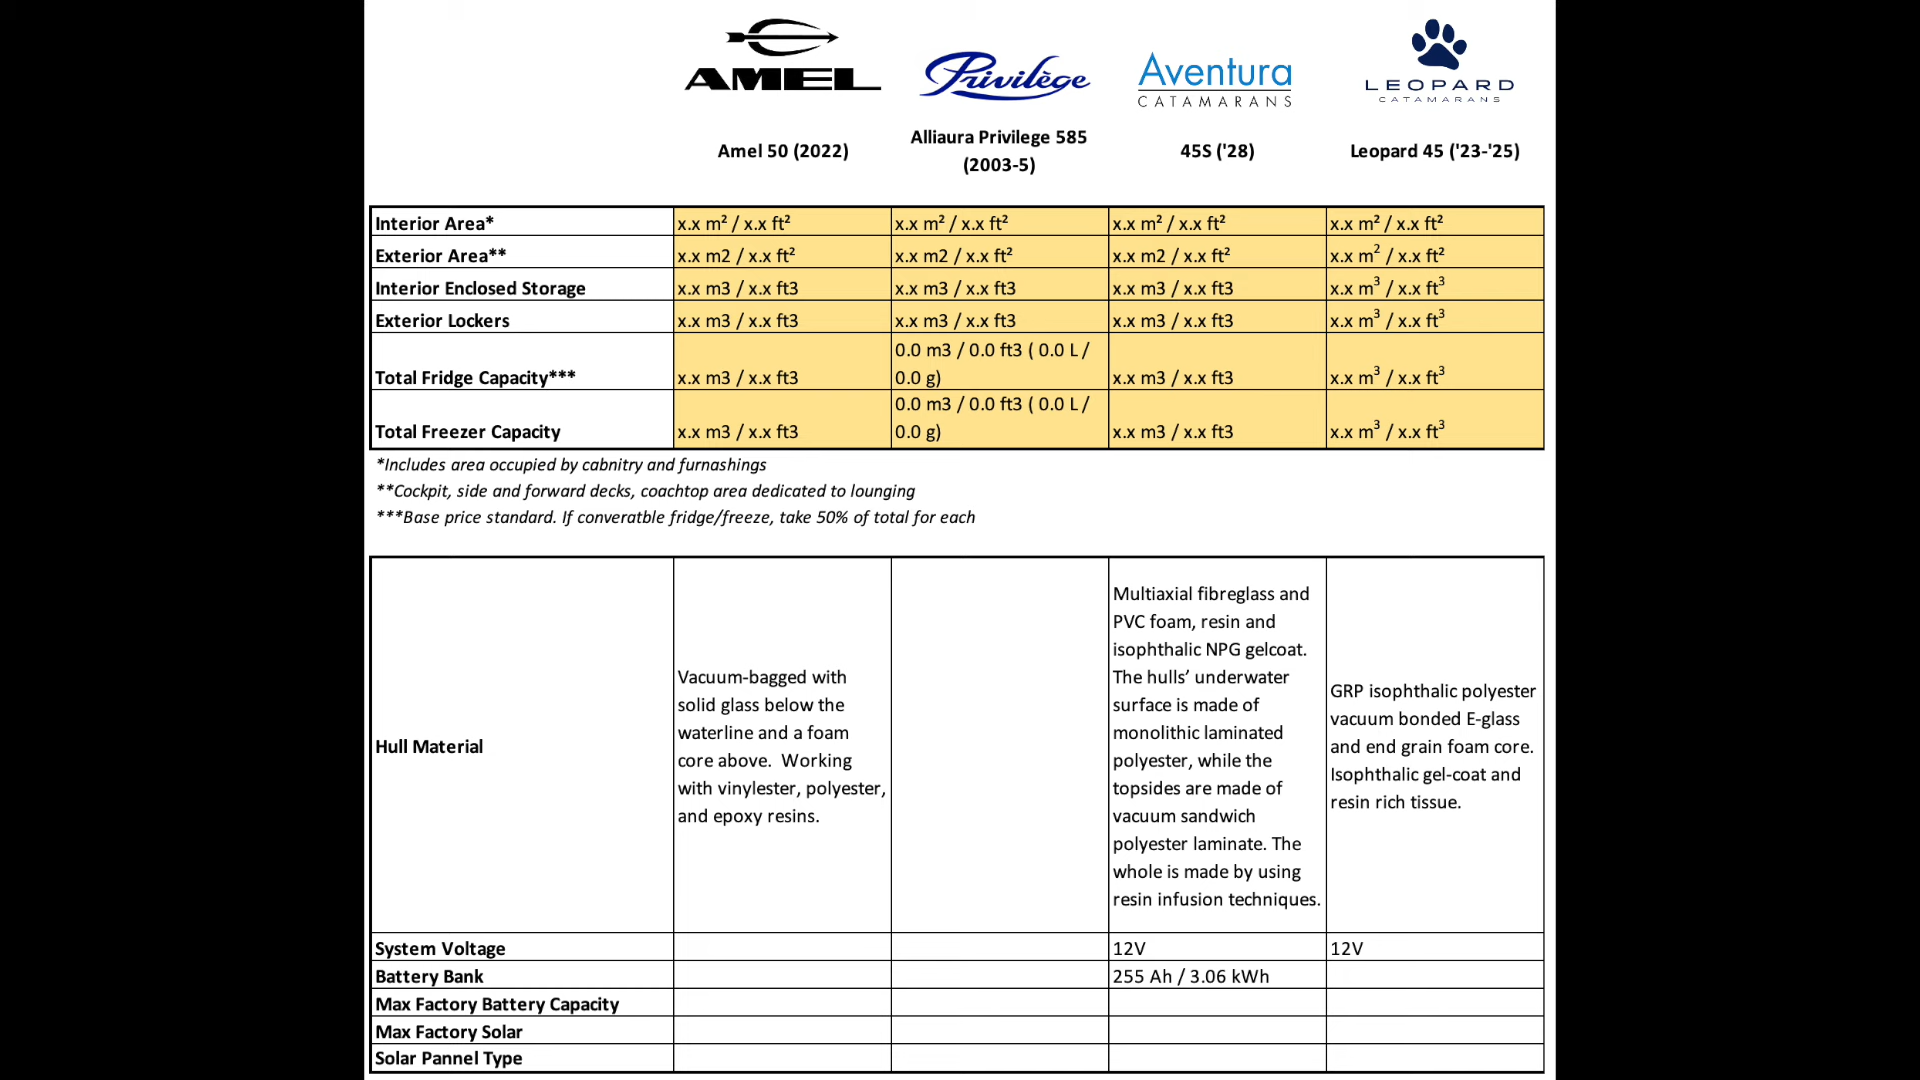 AMEL
Privilège
Aventura
CATAMARANS
LEOPARD
CATAMARANS
Amel 50 (2022)
Alliaura Privilege 585
(2003-5)
45S ('28)
Leopard 45 ('23-'25)
Interior Area* x.x m² / x.x ft² x.x m² / x.x ft² x.x m² / x.x ft² x.x m² / x.x ft²
Exterior Area** x.x m2 / x.x ft² x.x m2 / x.x ft² x.x m2 / x.x ft² x.x m² / x.x ft²
Interior Enclosed Storage x.x m3 / x.x ft3 x.x m3 / x.x ft3 x.x m3 / x.x ft3 x.x m³ / x.x ft³
Exterior Lockers x.x m3 / x.x ft3 x.x m3 / x.x ft3 x.x m3 / x.x ft3 x.x m³ / x.x ft³
0.0 m3 / 0.0 ft3 ( 0.0 L /
Total Fridge Capacity*** x.x m3 / x.x ft3 0.0 g) x.x m3 / x.x ft3 x.x m³ / x.x ft³
0.0 m3 / 0.0 ft3 ( 0.0 L /
Total Freezer Capacity x.x m3 / x.x ft3 0.0 g) x.x m3 / x.x ft3 x.x m³ / x.x ft³
*Includes area occupied by cabnitry and furnashings
**Cockpit, side and forward decks, coachtop area dedicated to lounging
***Base price standard. If converatble fridge/freeze, take 50% of total for each
Hull Material
Vacuum-bagged with
solid glass below the
waterline and a foam
core above.  Working
with vinylester, polyester,
and epoxy resins.
Multiaxial fibreglass and
PVC foam, resin and
isophthalic NPG gelcoat.
The hulls’ underwater
surface is made of
monolithic laminated
polyester, while the
topsides are made of
vacuum sandwich
polyester laminate. The
whole is made by using
resin infusion techniques.
GRP isophthalic polyester
vacuum bonded E-glass
and end grain foam core.
Isophthalic gel-coat and
resin rich tissue.
System Voltage 12V 12V
Battery Bank 255 Ah / 3.06 kWh
Max Factory Battery Capacity
Max Factory Solar
Solar Pannel Type